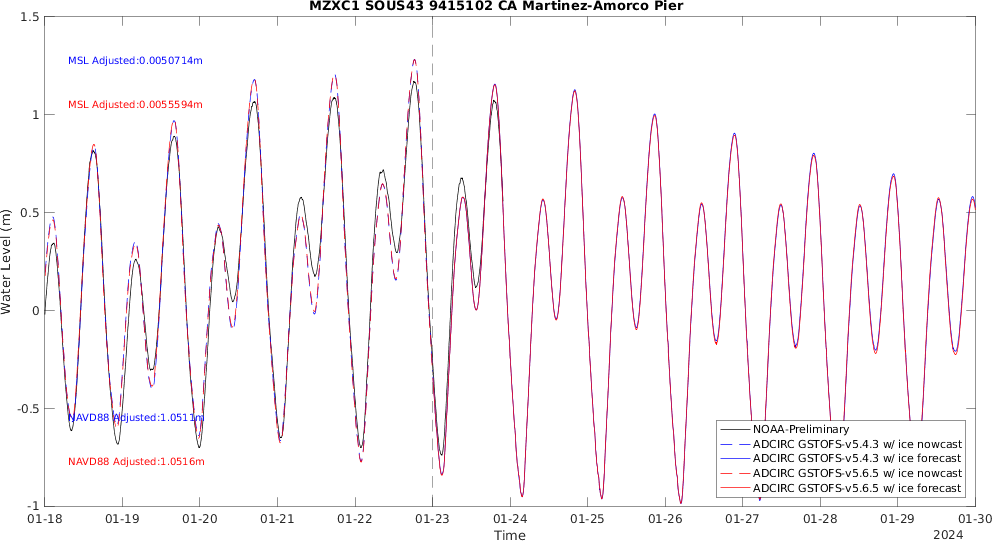 MZXC1 SOUS43 9415102 CA Martinez-Amorco Pier
1.5
1
0.5
0
-0.5
-1
Water Level (m)
MSL Adjusted:0.0050714m
MSL Adjusted:0.0055594m
NAVD88 Adjusted:1.0511m
NAVD88 Adjusted:1.0516m
NOAA-Preliminary
ADCIRC GSTOFS-v5.4.3 w/ ice nowcast
ADCIRC GSTOFS-v5.4.3 w/ ice forecast
ADCIRC GSTOFS-v5.6.5 w/ ice nowcast
ADCIRC GSTOFS-v5.6.5 w/ ice forecast
01-18 01-19 01-20 01-21 01-22 01-23 01-24 01-25 01-26 01-27 01-28 01-29 01-30
Time
2024